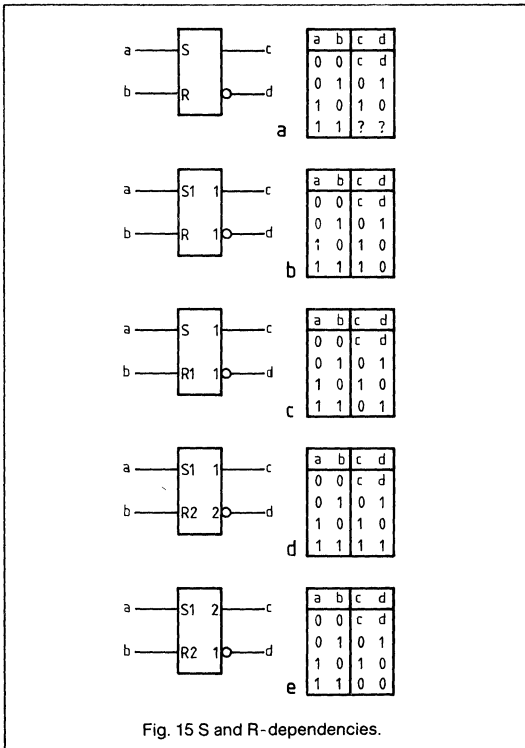 a S c
b R d
a
a b c d
0 0 c d
0 1 0 1
1 0 1 0
1 1 ? ?
a S1 1 c
b R 1 d
b
a b c d
0 0 c d
0 1 0 1
1 0 1 0
1 1 1 0
a S 1 c
b R1 1 d
c
a b c d
0 0 c d
0 1 0 1
1 0 1 0
1 1 0 1
a S1 1 c
b R2 2 d
d
a b c d
0 0 c d
0 1 0 1
1 0 1 0
1 1 1 1
a S1 2 c
b R2 1 d
e
a b c d
0 0 c d
0 1 0 1
1 0 1 0
1 1 0 0
Fig. 15 S and R-dependencies.